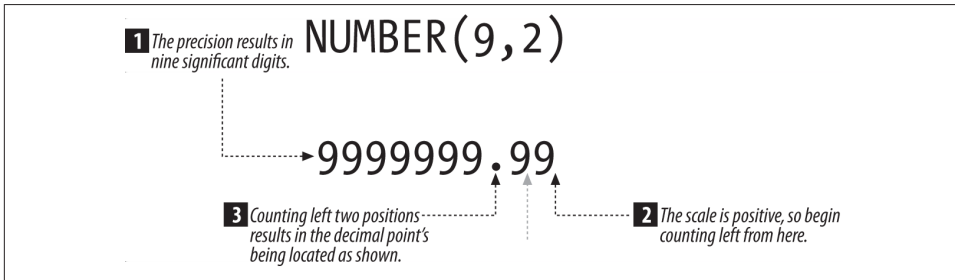 NUMBER(9,2)
1 The precision results in
nine significant digits.
9999999.99
3 Counting left two positions
results in the decimal point's
being located as shown.
2 The scale is positive, so begin
counting left from here.